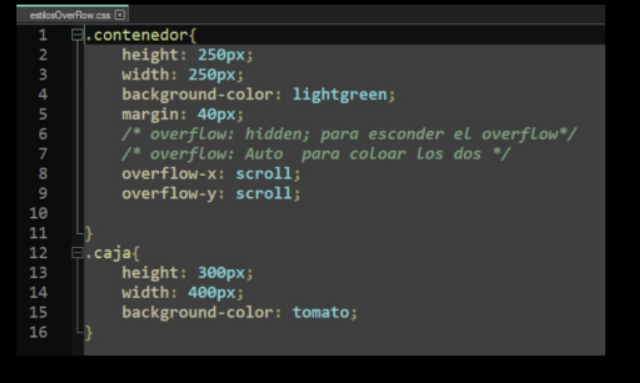 estilosOverFlow.css
1 .contenedor{
2 height: 250px;
3 width: 250px;
4 background-color: lightgreen;
5 margin: 40px;
6 /* overflow: hidden; para esconder el overflow*/
7 /* overflow: Auto  para coloar los dos */
8 overflow-x: scroll;
9 overflow-y: scroll;
10
11 }
12 .caja{
13 height: 300px;
14 width: 400px;
15 background-color: tomato;
16 }